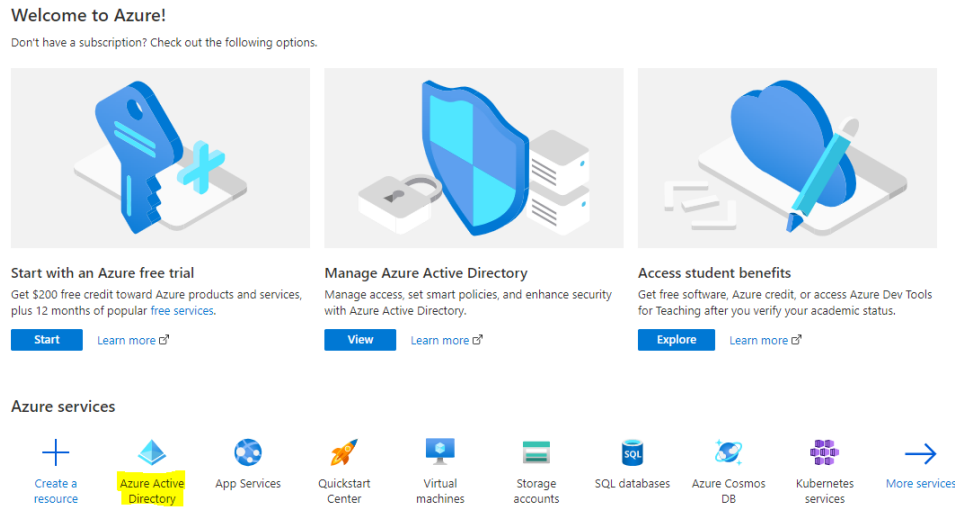 Welcome to Azure!
Don't have a subscription? Check out the following options.
Start with an Azure free trial
Get $200 free credit toward Azure products and services,
plus 12 months of popular free services.
Start
Learn more
Manage Azure Active Directory
Manage access, set smart policies, and enhance security
with Azure Active Directory.
View
Learn more
Access student benefits
Get free software, Azure credit, or access Azure Dev Tools
for Teaching after you verify your academic status.
Explore
Learn more
Azure services
Create a
resource
Azure Active
Directory
App Services
Quickstart
Center
Virtual
machines
Storage
accounts
SQL
SQL databases
Azure Cosmos
DB
Kubernetes
services
More services